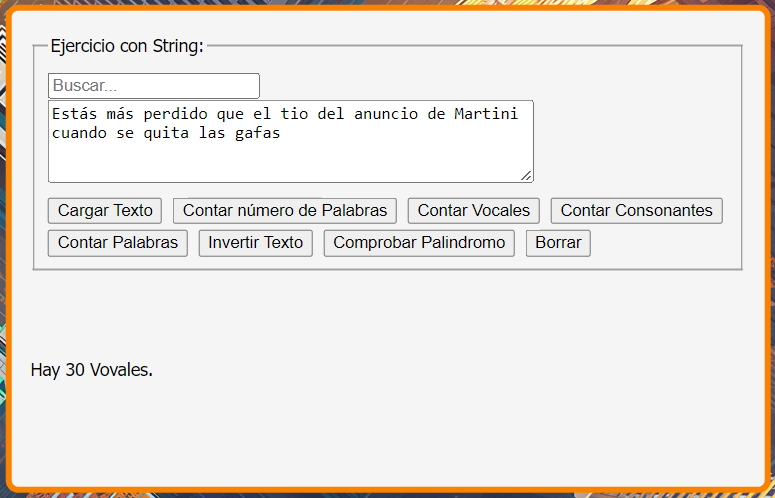 Ejercicio con String:
Buscar...
Estás más perdido que el tio del anuncio de Martini
cuando se quita las gafas
Cargar Texto Contar número de Palabras Contar Vocales Contar Consonantes
Contar Palabras Invertir Texto Comprobar Palindromo Borrar
Hay 30 Vovales.